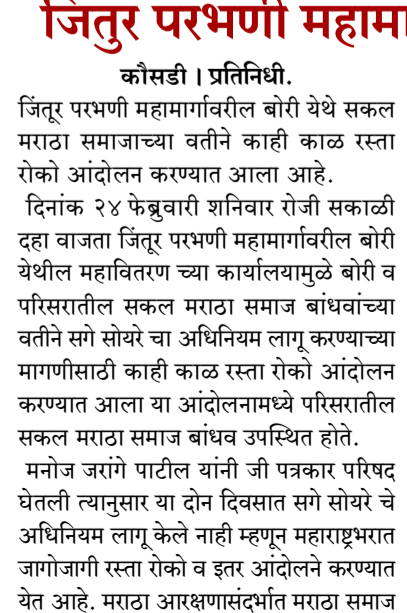 जिंतुर परभणी महामा
कौसडी । प्रतिनिधी.
जिंतूर परभणी महामार्गावरील बोरी येथे सकल
मराठा समाजाच्या वतीने काही काळ रस्ता
रोको आंदोलन करण्यात आला आहे.
दिनांक २४ फेब्रुवारी शनिवार रोजी सकाळी
दहा वाजता जिंतूर परभणी महामार्गावरील बोरी
येथील महावितरण च्या कार्यालयामुळे बोरी व
परिसरातील सकल मराठा समाज बांधवांच्या
वतीने सगे सोयरे चा अधिनियम लागू करण्याच्या
मागणीसाठी काही काळ रस्ता रोको आंदोलन
करण्यात आला या आंदोलनामध्ये परिसरातील
सकल मराठा समाज बांधव उपस्थित होते.
मनोज जरांगे पाटील यांनी जी पत्रकार परिषद
घेतली त्यानुसार या दोन दिवसात सगे सोयरे चे
अधिनियम लागू केले नाही म्हणून महाराष्ट्रभरात
जागोजागी रस्ता रोको व इतर आंदोलने करण्यात
येत आहे. मराठा आरक्षणासंदर्भात मराठा समाज